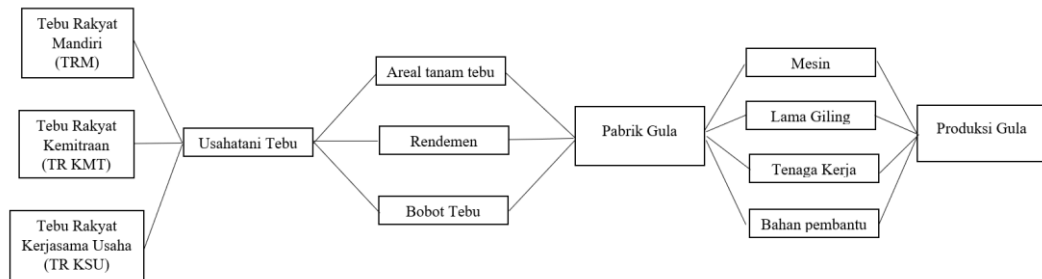 Tebu Rakyat
Mandiri
(TRM)
Tebu Rakyat
Kemitraan
(TR KMT)
Tebu Rakyat
Kerjasama Usaha
(TR KSU)
Usahatani Tebu
Areal tanam tebu
Rendemen
Bobot Tebu
Pabrik Gula
Mesin
Lama Giling
Tenaga Kerja
Bahan pembantu
Produksi Gula